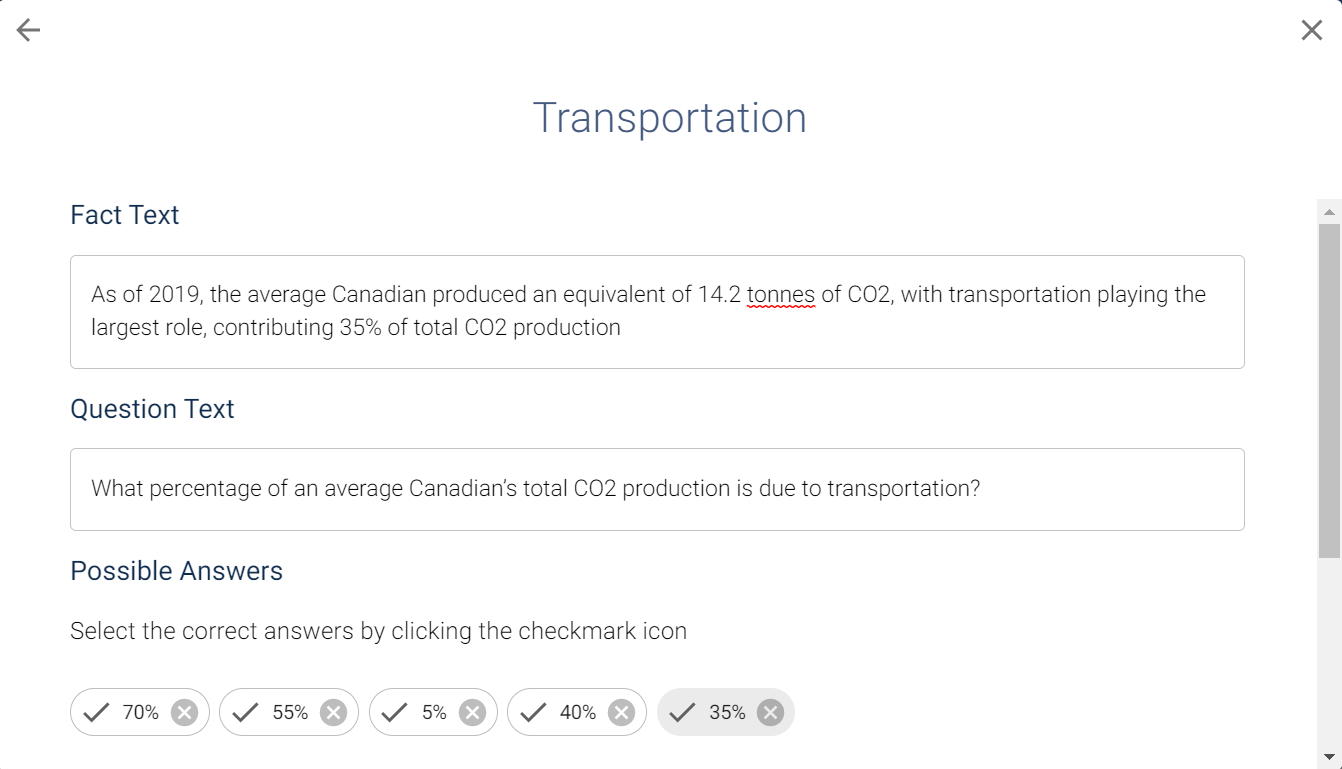 Transportation
Fact Text
As of 2019, the average Canadian produced an equivalent of 14.2 tonnes of CO2, with transportation playing the
largest role, contributing 35% of total CO2 production
Question Text
What percentage of an average Canadian’s total CO2 production is due to transportation?
Possible Answers
Select the correct answers by clicking the checkmark icon
70% 55% 5% 40% 35%